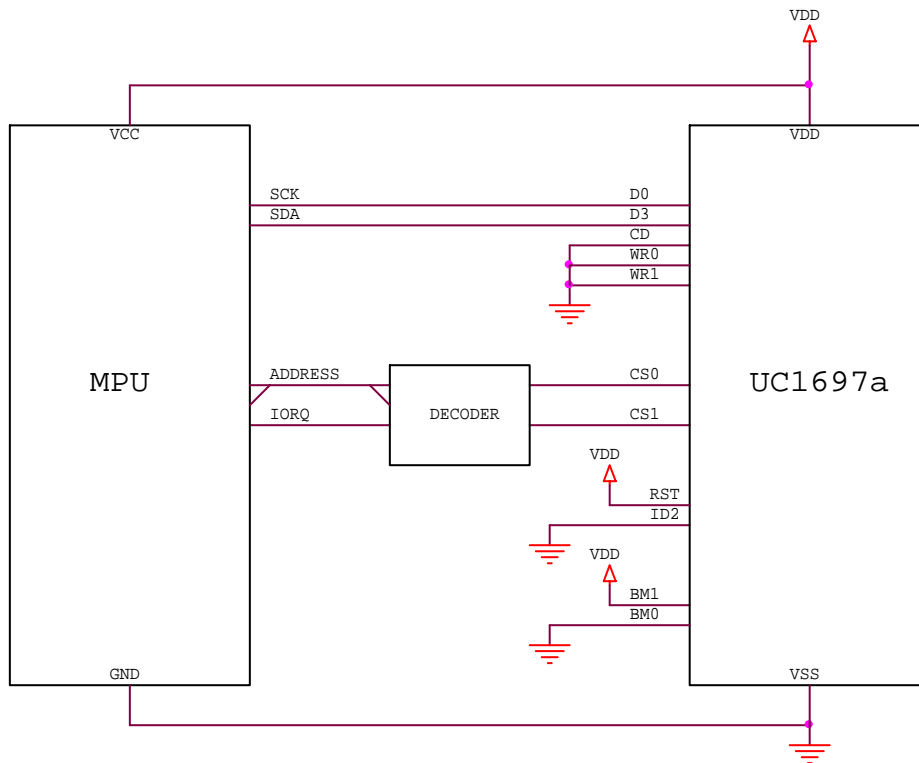 VDD
VCC VDD
SCK D0
SDA D3
CD
WR0
WR1
MPU ADDRESS CS0 UC1697a
IORQ DECODER CS1
VDD
RST
ID2
VDD
BM1
BM0
GND VSS